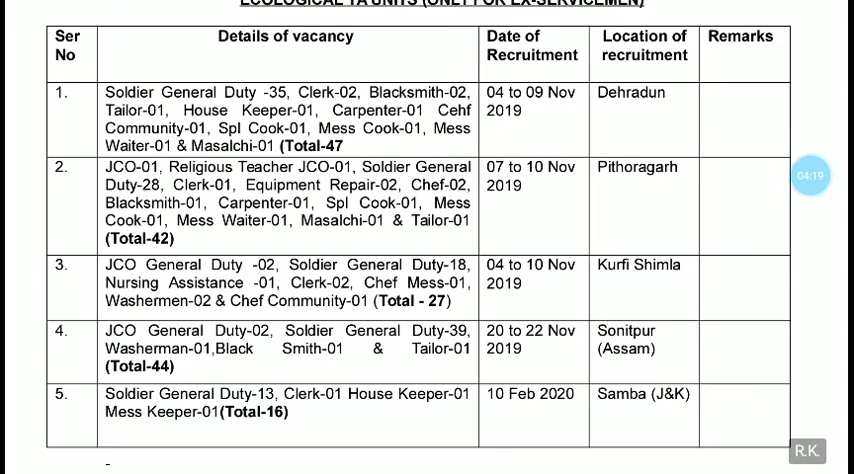 ECOLOGICAL TA UNITS (ONLY FOR EX-SERVICEMEN)
Ser No Details of vacancy Date of Recruitment Location of recruitment Remarks
1. Soldier General Duty -35, Clerk-02, Blacksmith-02, 04 to 09 Nov Dehradun
Tailor-01, House Keeper-01, Carpenter-01 Cehf 2019
Community-01, Spl Cook-01, Mess Cook-01, Mess
Waiter-01 & Masalchi-01 (Total-47
2. JCO-01, Religious Teacher JCO-01, Soldier General 07 to 10 Nov Pithoragarh
Duty-28, Clerk-01, Equipment Repair-02, Chef-02, 2019
Blacksmith-01, Carpenter-01, Spl Cook-01, Mess
Cook-01, Mess Waiter-01, Masalchi-01 & Tailor-01
(Total-42)
3. JCO General Duty -02, Soldier General Duty-18, 04 to 10 Nov Kurfi Shimla
Nursing Assistance -01, Clerk-02, Chef Mess-01, 2019
Washermen-02 & Chef Community-01 (Total - 27)
4. JCO General Duty-02, Soldier General Duty-39, 20 to 22 Nov Sonitpur
Washerman-01,Black Smith-01 & Tailor-01 2019 (Assam)
(Total-44)
5. Soldier General Duty-13, Clerk-01 House Keeper-01 10 Feb 2020 Samba (J&K)
Mess Keeper-01(Total-16)
-
04:19
R.K.